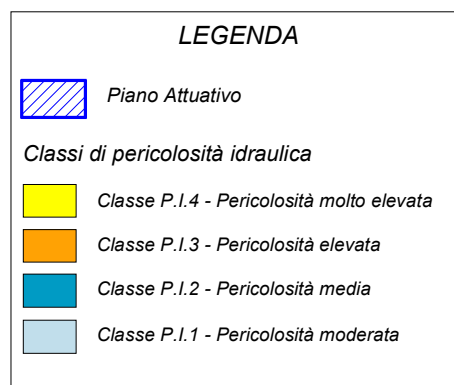 LEGENDA
Piano Attuativo
Classi di pericolosità idraulica
Classe P.I.4 - Pericolosità molto elevata
Classe P.I.3 - Pericolosità elevata
Classe P.I.2 - Pericolosità media
Classe P.I.1 - Pericolosità moderata